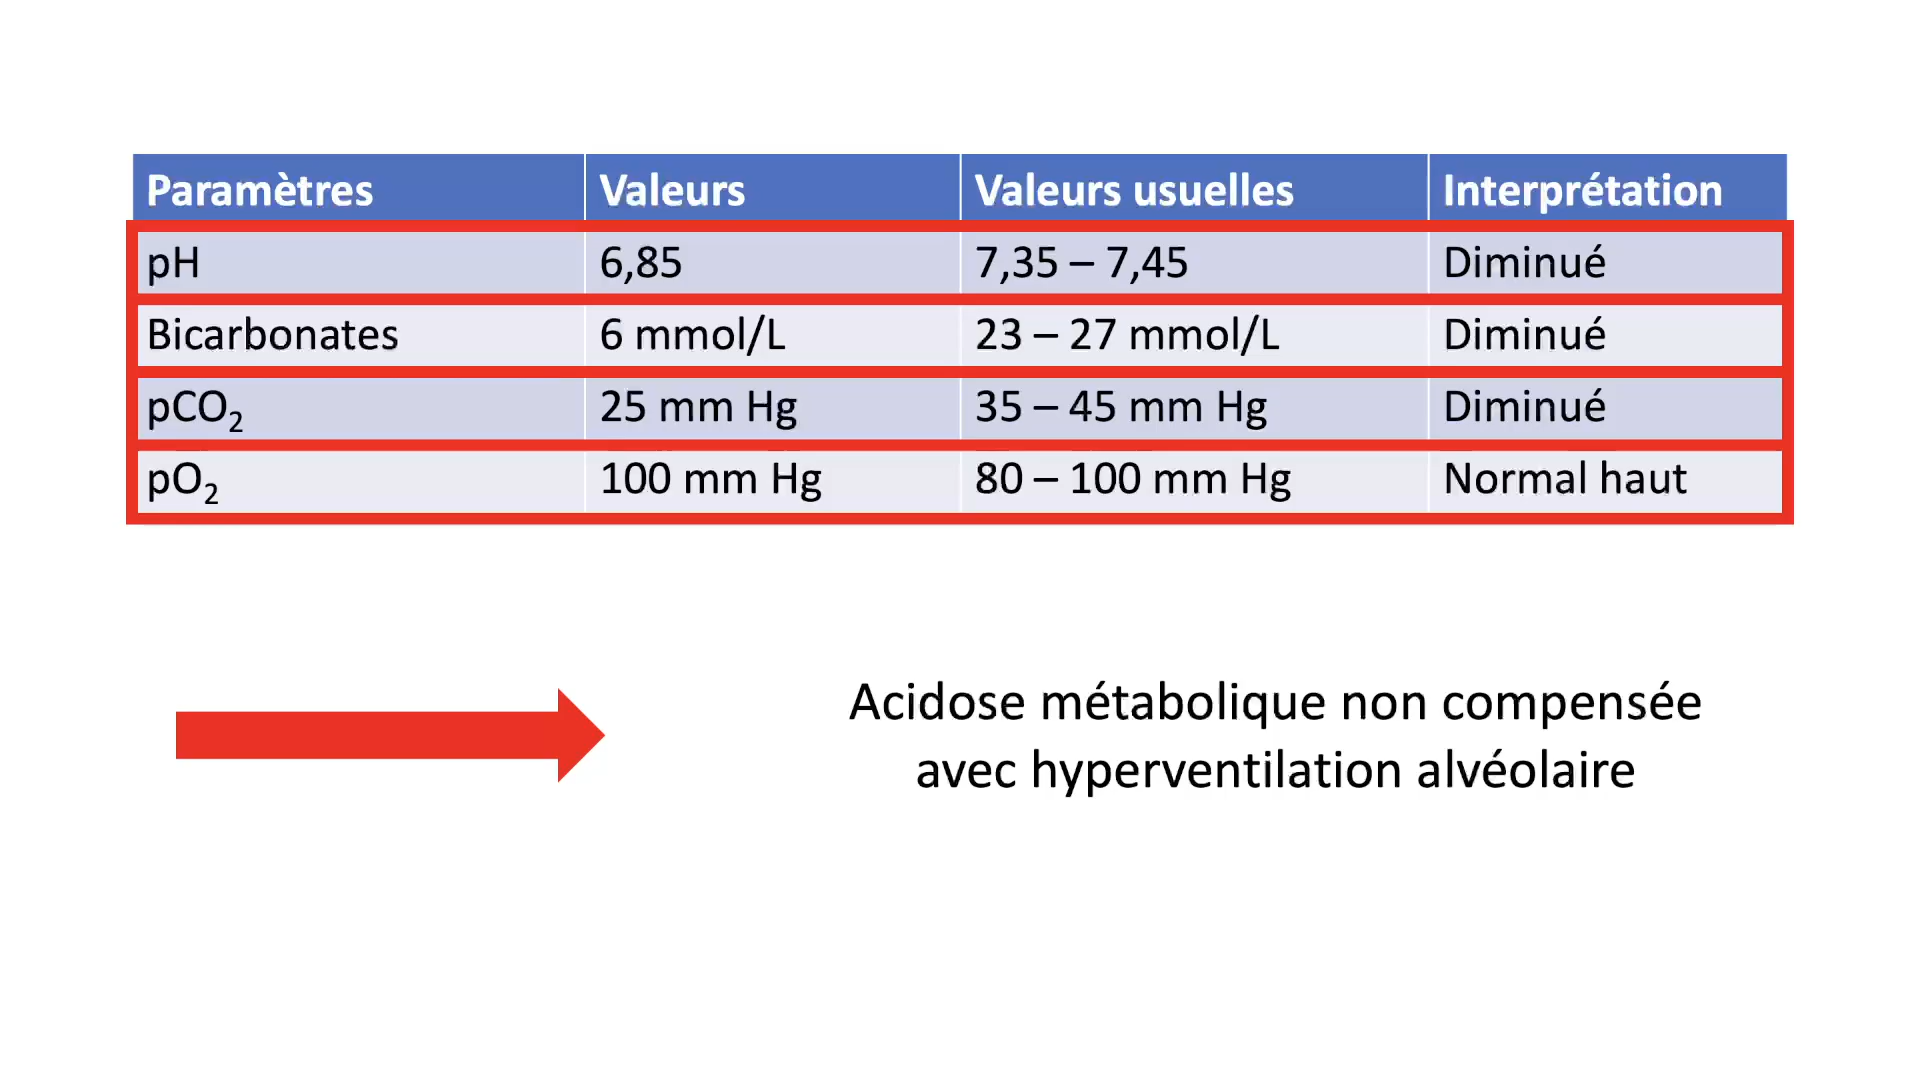 Paramètres Valeurs Valeurs usuelles Interprétation
pH 6,85 7,35 – 7,45 Diminué
Bicarbonates 6 mmol/L 23 – 27 mmol/L Diminué
pCO₂ 25 mm Hg 35 – 45 mm Hg Diminué
pO₂ 100 mm Hg 80 – 100 mm Hg Normal haut
Acidose métabolique non compensée
avec hyperventilation alvéolaire